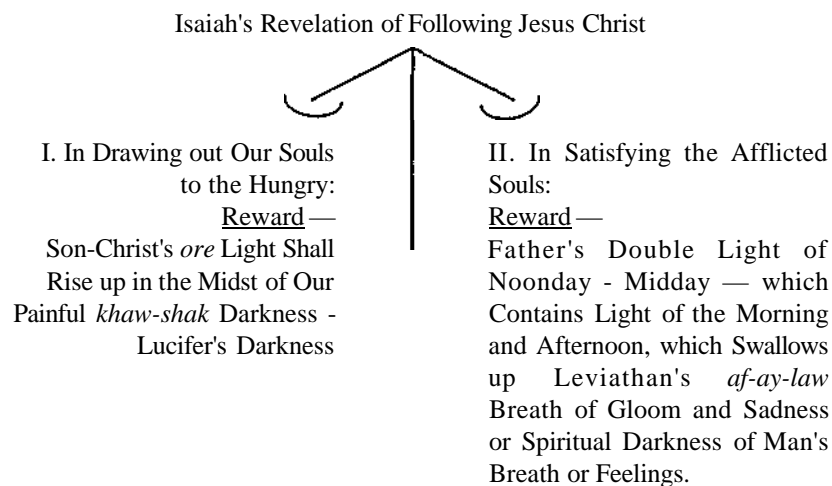 Isaiah's Revelation of Following Jesus Christ
I. In Drawing out Our Souls
to the Hungry:
Reward —
Son-Christ's ore Light Shall
Rise up in the Midst of Our
Painful khaw-shak Darkness -
Lucifer's Darkness
II. In Satisfying the Afflicted
Souls:
Reward —
Father's Double Light of
Noonday - Midday — which
Contains Light of the Morning
and Afternoon, which Swallows
up Leviathan's af-ay-law
Breath of Gloom and Sadness
or Spiritual Darkness of Man's
Breath or Feelings.